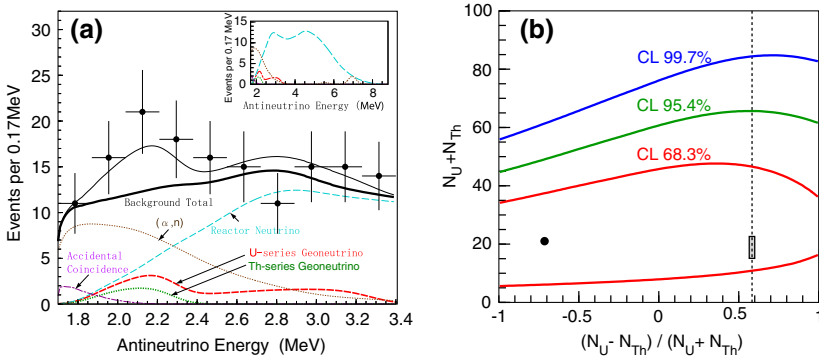 (a)
Events per 0.17MeV
30
25
20
15
10
5
0
1.8
2.0
2.2
2.4
2.6
2.8
3.0
3.2
3.4
Antineutrino Energy (MeV)
Background Total
(α,n)
Reactor Neutrino
Accidental
Coincidence
U-series Geoneutrino
Th-series Geoneutrino
Events per 0.17 MeV
15
10
5
0
2
4
6
8
Antineutrino Energy (MeV)
(b)
N_U+N_Th
100
80
60
40
20
0
CL 99.7%
CL 95.4%
CL 68.3%
-1
-0.5
0
0.5
1
(N_U- N_Th) / (N_U+ N_Th)